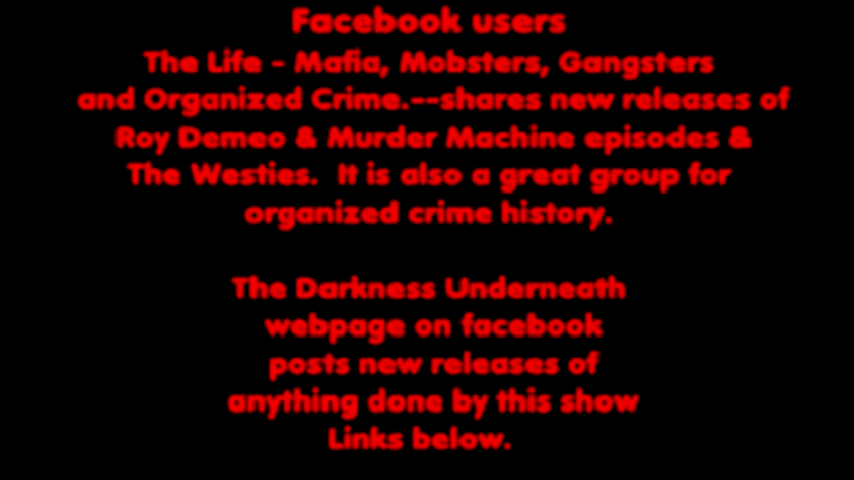 Facebook users
The Life - Mafia, Mobsters, Gangsters
and Organized Crime.--shares new releases of
Roy Demeo & Murder Machine episodes &
The Westies.  It is also a great group for
organized crime history.
The Darkness Underneath
webpage on facebook
posts new releases of
anything done by this show
Links below.